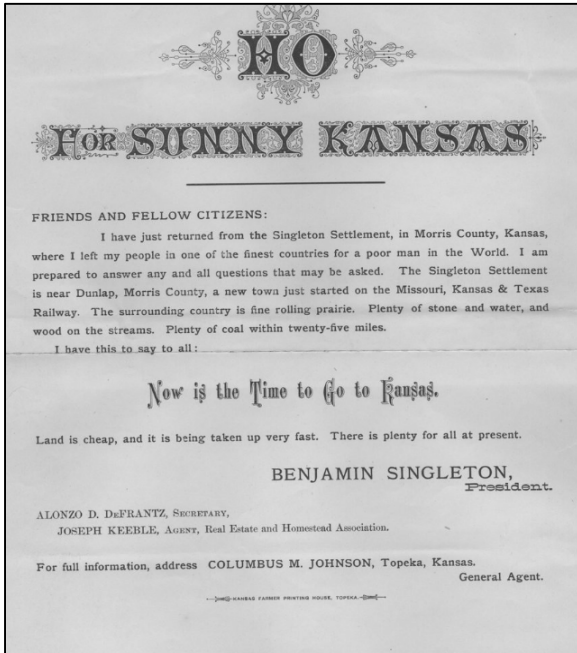 HO
FOR SUNNY KANSAS
FRIENDS AND FELLOW CITIZENS:
I have just returned from the Singleton Settlement, in Morris County, Kansas,
where I left my people in one of the finest countries for a poor man in the World. I am
prepared to answer any and all questions that may be asked. The Singleton Settlement
is near Dunlap, Morris County, a new town just started on the Missouri, Kansas & Texas
Railway. The surrounding country is fine rolling prairie. Plenty of stone and water, and
wood on the streams. Plenty of coal within twenty-five miles.
I have this to say to all:
Now is the Time to Go to Kansas.
Land is cheap, and it is being taken up very fast. There is plenty for all at present.
BENJAMIN SINGLETON,
President.
ALONZO D. DeFRANTZ, SECRETARY,
JOSEPH KEEBLE, AGENT, Real Estate and Homestead Association.
For full information, address COLUMBUS M. JOHNSON, Topeka, Kansas.
General Agent.
KANSAS FARMER PRINTING HOUSE, TOPEKA.